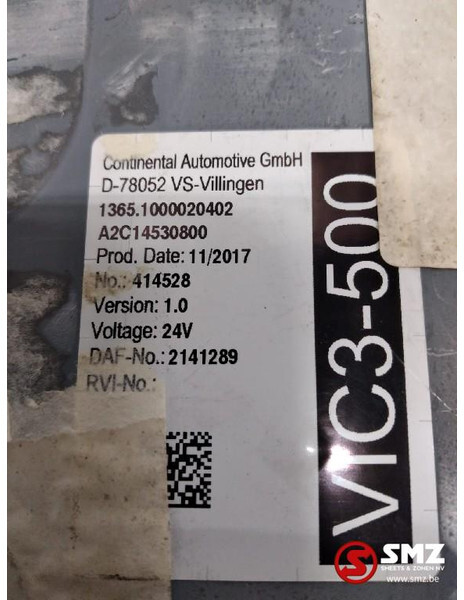 Continental Automotive GmbH
D-78052 VS-Villingen
1365.1000020402
A2C14530800
Prod. Date: 11/2017
No.: 414528
Version: 1.0
Voltage: 24V
DAF-No.: 2141289
RVI-No.:
VIC3-500
SMZ
SMEETS & ZONEN NV
www.smz.be